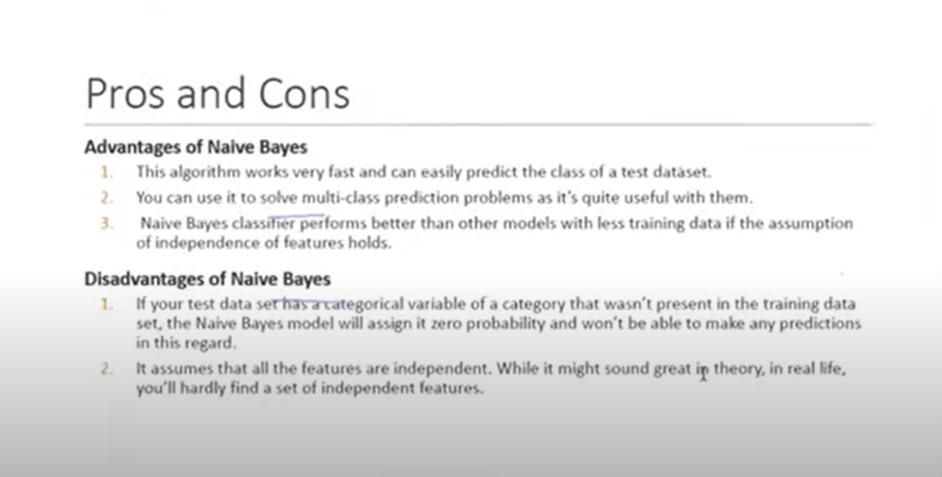 Pros and Cons
Advantages of Naive Bayes
1. This algorithm works very fast and can easily predict the class of a test dataset.
2. You can use it to solve multi-class prediction problems as it's quite useful with them.
3. Naive Bayes classifier performs better than other models with less training data if the assumption
of independence of features holds.
Disadvantages of Naive Bayes
1. If your test data set has a categorical variable of a category that wasn't present in the training data
set, the Naive Bayes model will assign it zero probability and won't be able to make any predictions
in this regard.
2. It assumes that all the features are independent. While it might sound great in theory, in real life,
you'll hardly find a set of independent features.